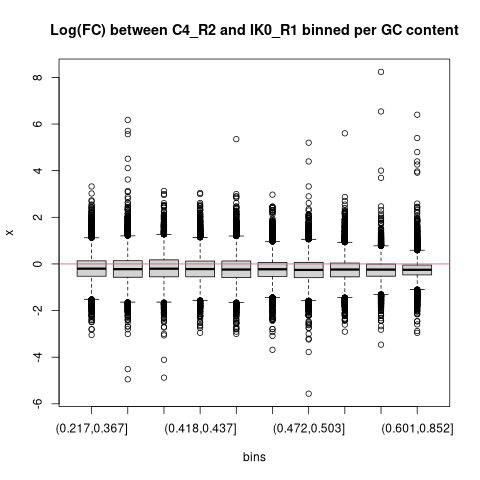 Log(FC) between C4_R2 and IK0_R1 binned per GC content
8
6
4
2
0
-2
-4
-6
x
(0.217,0.367] (0.418,0.437] (0.472,0.503] (0.601,0.852]
bins